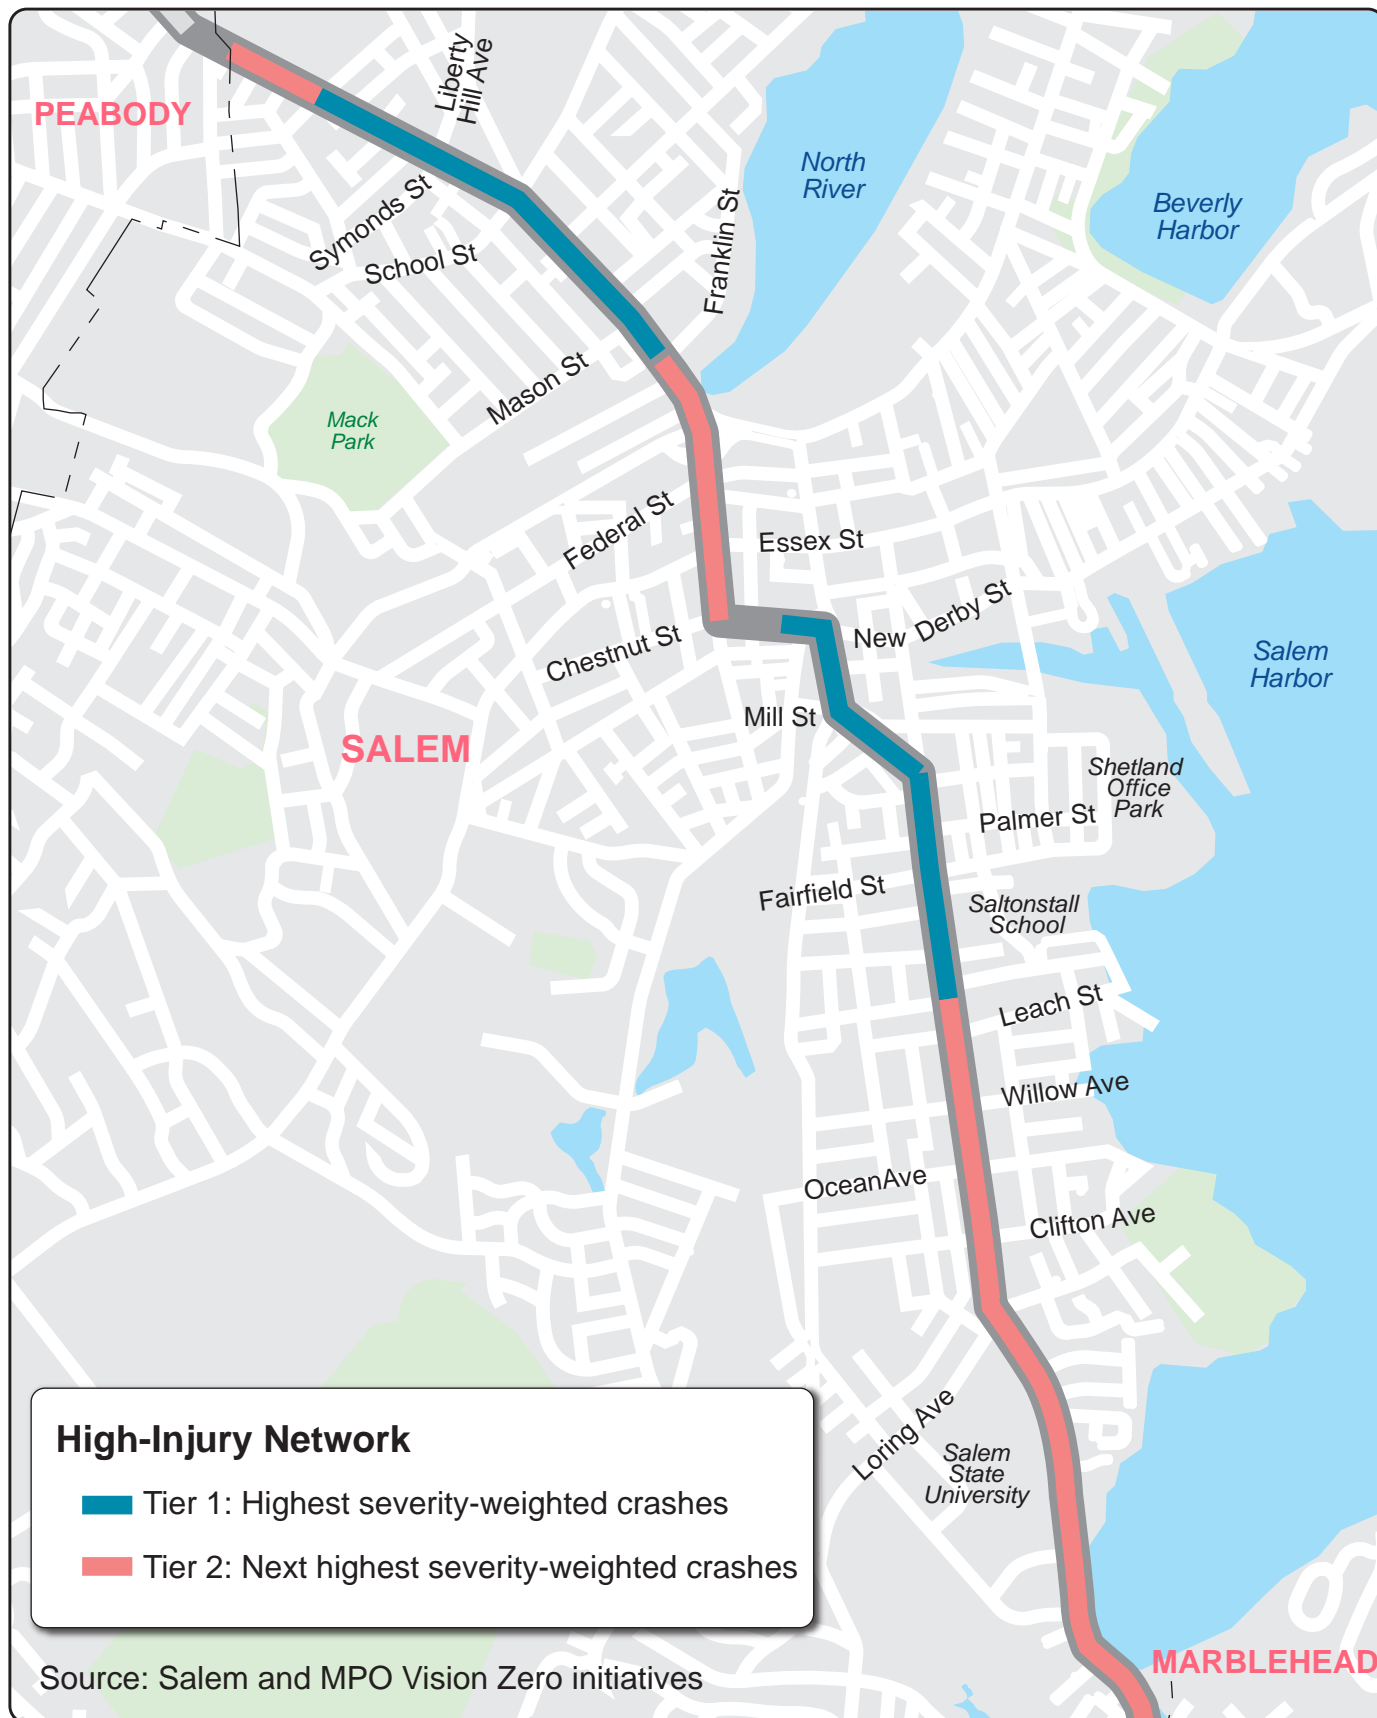 Liberty
Hill Ave
PEABODY
North
River
Beverly
Harbor
Symonds St
School St
Franklin St
Mason St
Mack
Park
Federal St
Essex St
New Derby St
Chestnut St
Salem
Harbor
Mill St
SALEM
Shetland
Office
Park
Palmer St
Fairfield St
Saltonstall
School
Leach St
Willow Ave
OceanAve
Clifton Ave
Loring Ave
Salem
State
University
High-Injury Network
Tier 1: Highest severity-weighted crashes
Tier 2: Next highest severity-weighted crashes
MARBLEHEAD
Source: Salem and MPO Vision Zero initiatives